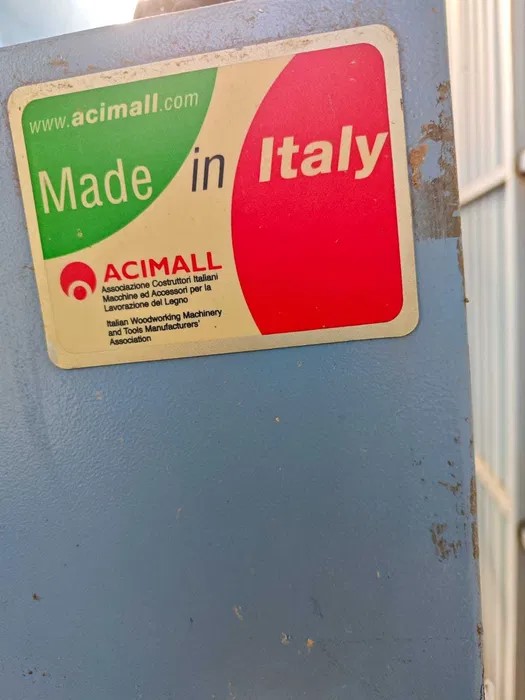 www.acimall.com
Made in Italy
ACIMALL
Associazione Costruttori Italiani
Macchine ed Accessori per la
Lavorazione del Legno
Italian Woodworking Machinery
and Tools Manufacturers'
Association